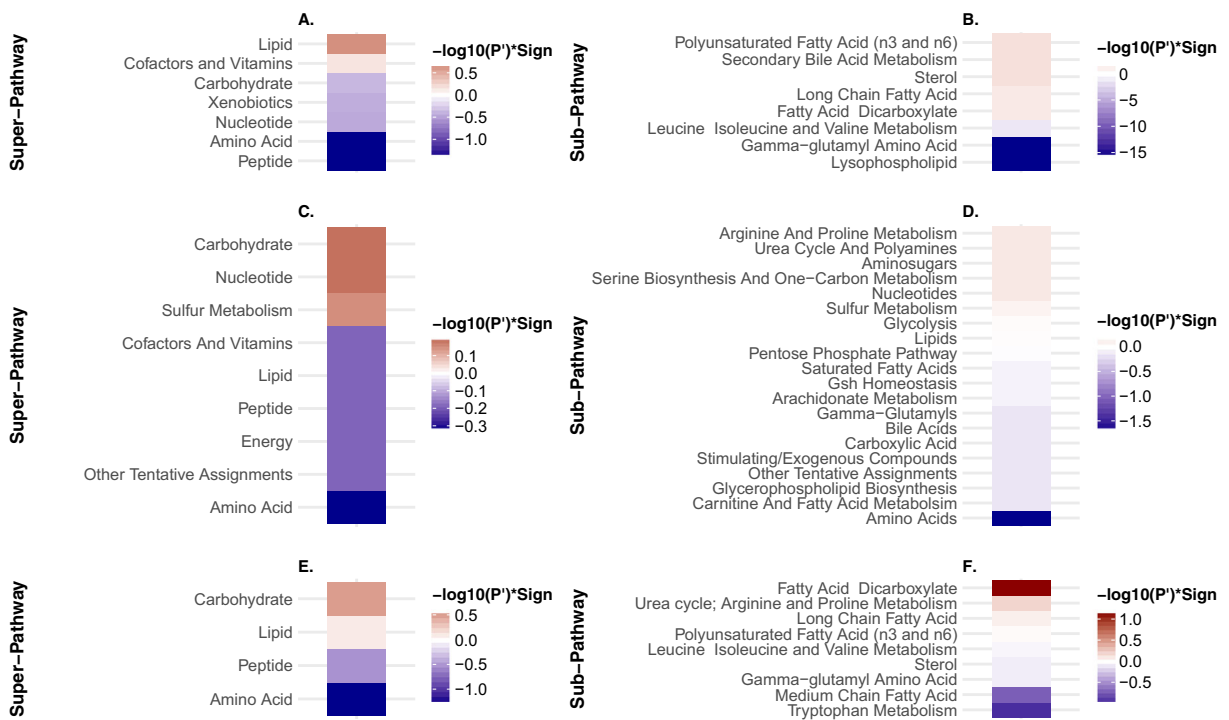 A.
Super−Pathway
Lipid
Cofactors and Vitamins
Carbohydrate
Xenobiotics
Nucleotide
Amino Acid
Peptide
−log10(P')*Sign
0.5
0.0
−0.5
−1.0
B.
Sub−Pathway
Polyunsaturated Fatty Acid (n3 and n6)
Secondary Bile Acid Metabolism
Sterol
Long Chain Fatty Acid
Fatty Acid  Dicarboxylate
Leucine  Isoleucine and Valine Metabolism
Gamma−glutamyl Amino Acid
Lysophospholipid
−log10(P')*Sign
0
−5
−10
−15
C.
Super−Pathway
Carbohydrate
Nucleotide
Sulfur Metabolism
Cofactors And Vitamins
Lipid
Peptide
Energy
Other Tentative Assignments
Amino Acid
−log10(P')*Sign
0.1
0.0
−0.1
−0.2
−0.3
D.
Sub−Pathway
Arginine And Proline Metabolism
Urea Cycle And Polyamines
Aminosugars
Serine Biosynthesis And One−Carbon Metabolism
Nucleotides
Sulfur Metabolism
Glycolysis
Lipids
Pentose Phosphate Pathway
Saturated Fatty Acids
Gsh Homeostasis
Arachidonate Metabolism
Gamma−Glutamyls
Bile Acids
Carboxylic Acid
Stimulating/Exogenous Compounds
Other Tentative Assignments
Glycerophospholipid Biosynthesis
Carnitine And Fatty Acid Metabolsim
Amino Acids
−log10(P')*Sign
0.0
−0.5
−1.0
−1.5
E.
Super−Pathway
Carbohydrate
Lipid
Peptide
Amino Acid
−log10(P')*Sign
0.5
0.0
−0.5
−1.0
F.
Sub−Pathway
Fatty Acid  Dicarboxylate
Urea cycle; Arginine and Proline Metabolism
Long Chain Fatty Acid
Polyunsaturated Fatty Acid (n3 and n6)
Leucine  Isoleucine and Valine Metabolism
Sterol
Gamma−glutamyl Amino Acid
Medium Chain Fatty Acid
Tryptophan Metabolism
−log10(P')*Sign
1.0
0.5
0.0
−0.5